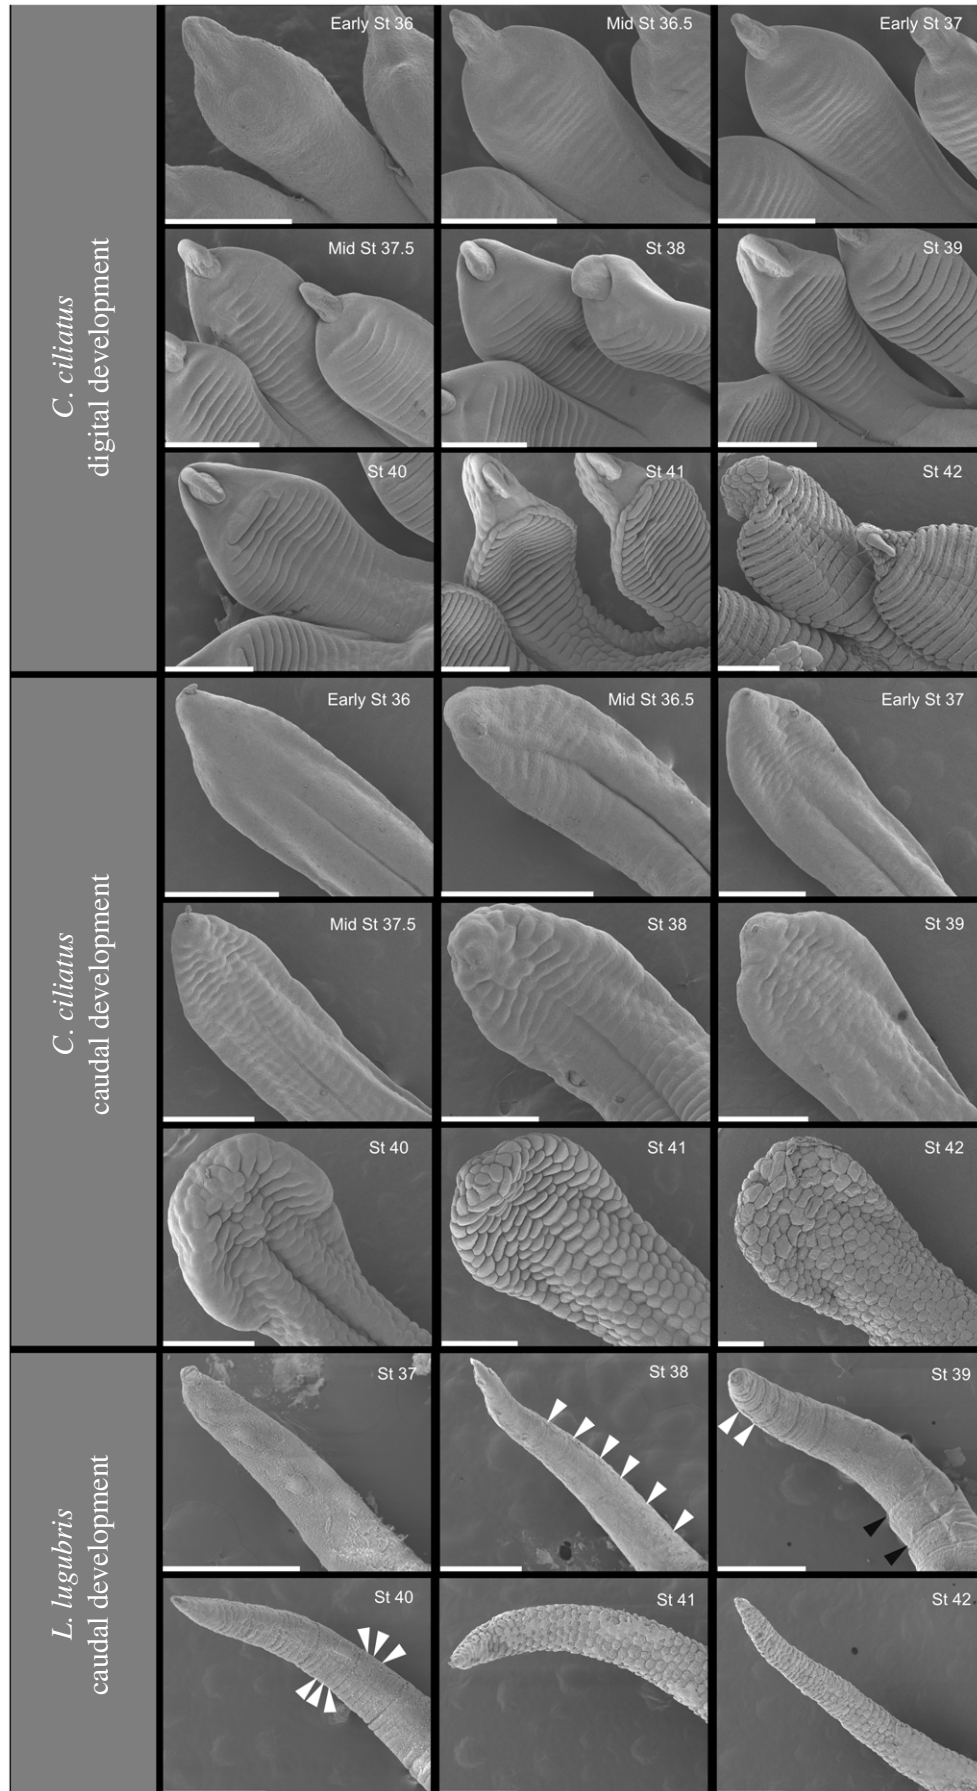 C. ciliatus
digital development
Early St 36
Mid St 36.5
Early St 37
Mid St 37.5
St 38
St 39
St 40
St 41
St 42
C. ciliatus
caudal development
Early St 36
Mid St 36.5
Early St 37
Mid St 37.5
St 38
St 39
St 40
St 41
St 42
L. lugubris
caudal development
St 37
St 38
St 39
St 40
St 41
St 42